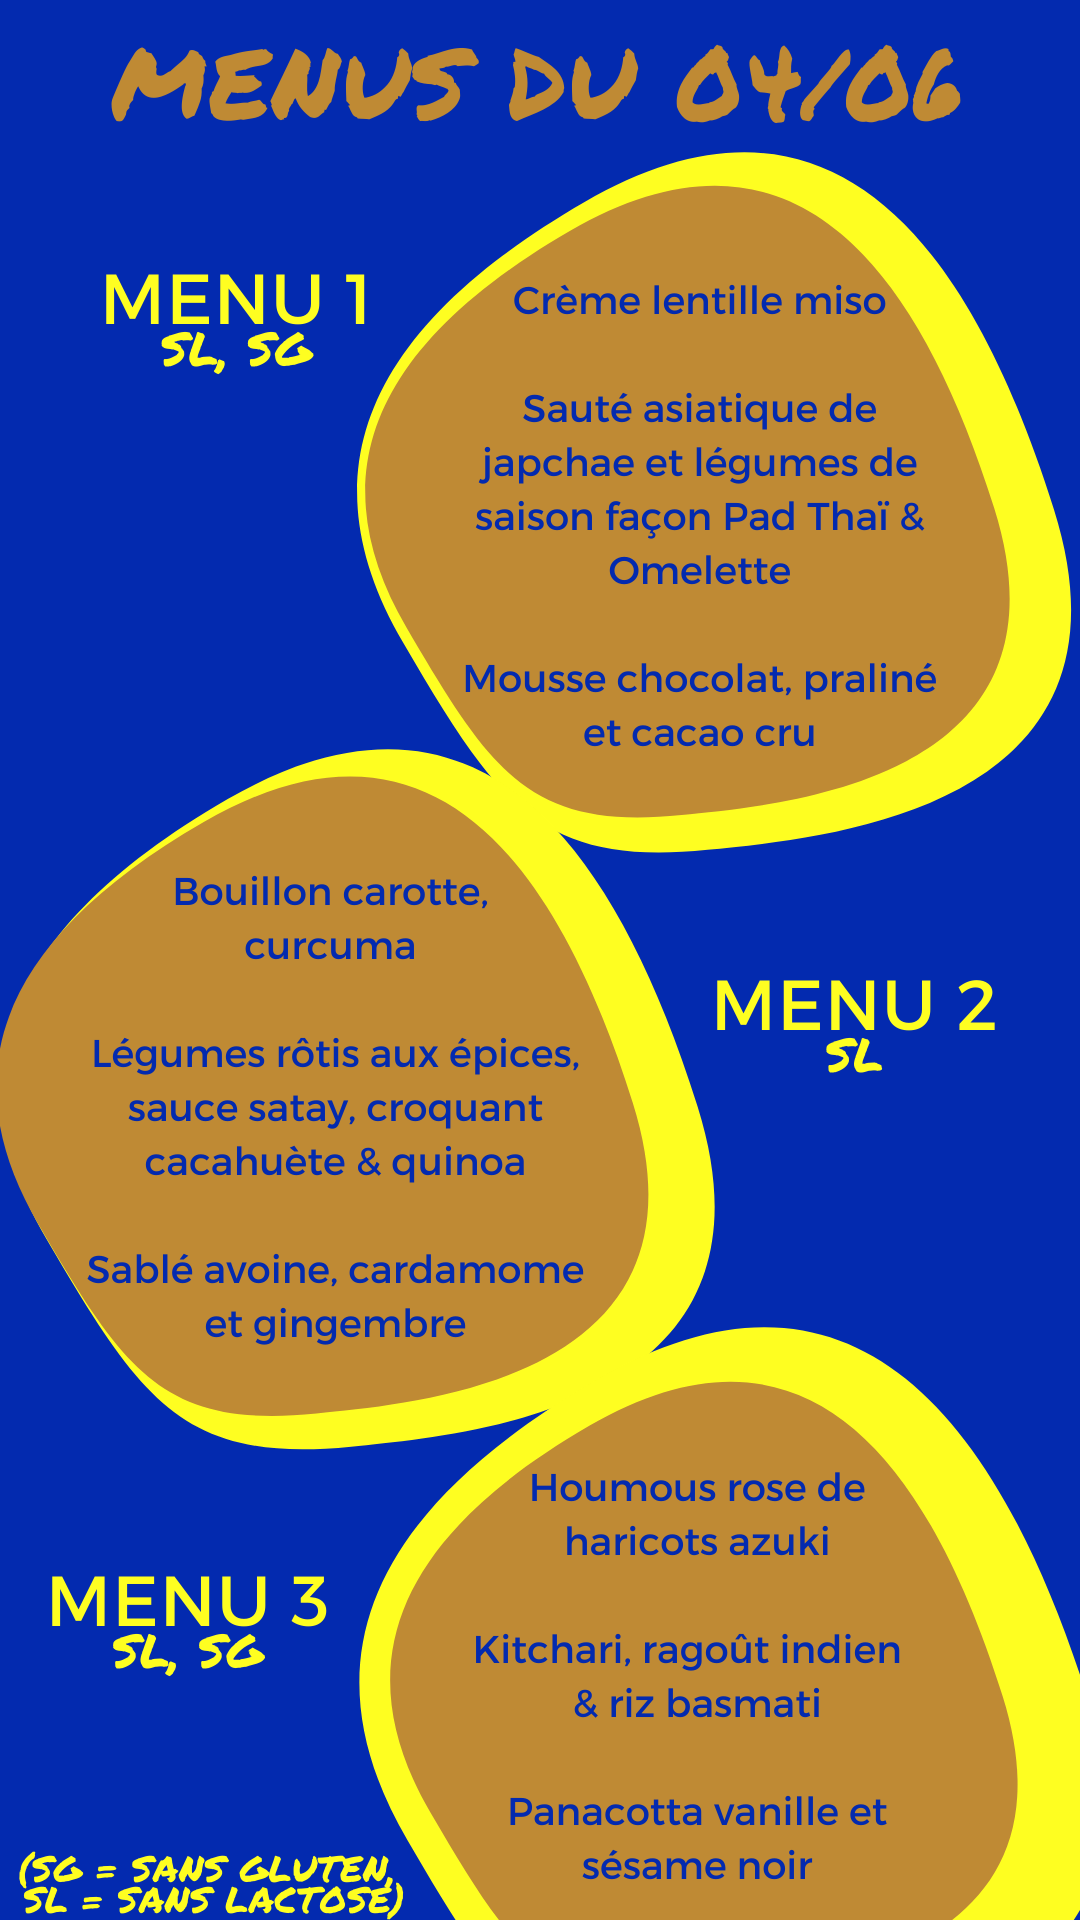 MENUS DU 04/06
MENU 1
SL, SG
Crème lentille miso
Sauté asiatique de
japchae et légumes de
saison façon Pad Thaï &
Omelette
Mousse chocolat, praliné
et cacao cru
Bouillon carotte,
curcuma
Légumes rôtis aux épices,
sauce satay, croquant
cacahuète & quinoa
Sablé avoine, cardamome
et gingembre
MENU 2
SL
MENU 3
SL, SG
Houmous rose de
haricots azuki
Kitchari, ragoût indien
& riz basmati
Panacotta vanille et
sésame noir
(SG = SANS GLUTEN,
SL = SANS LACTOSE)